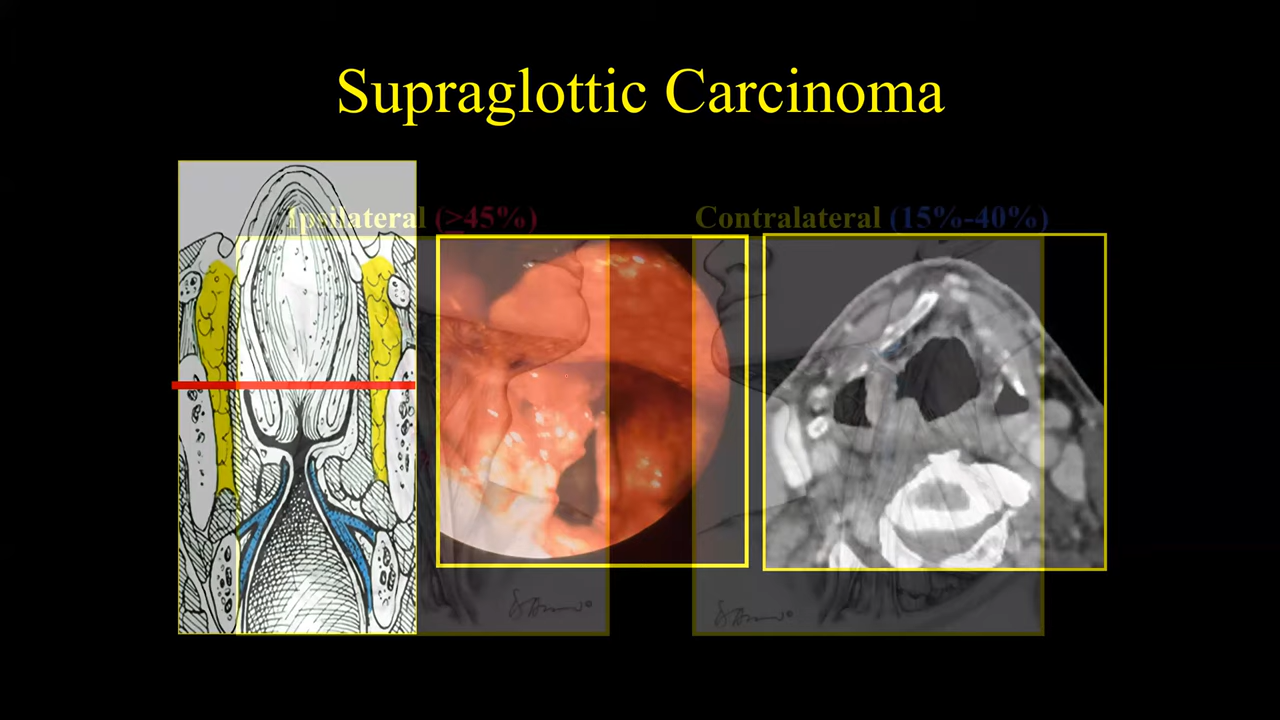 Supraglottic Carcinoma
Ipsilateral (≥45%)
Contralateral (15%-40%)